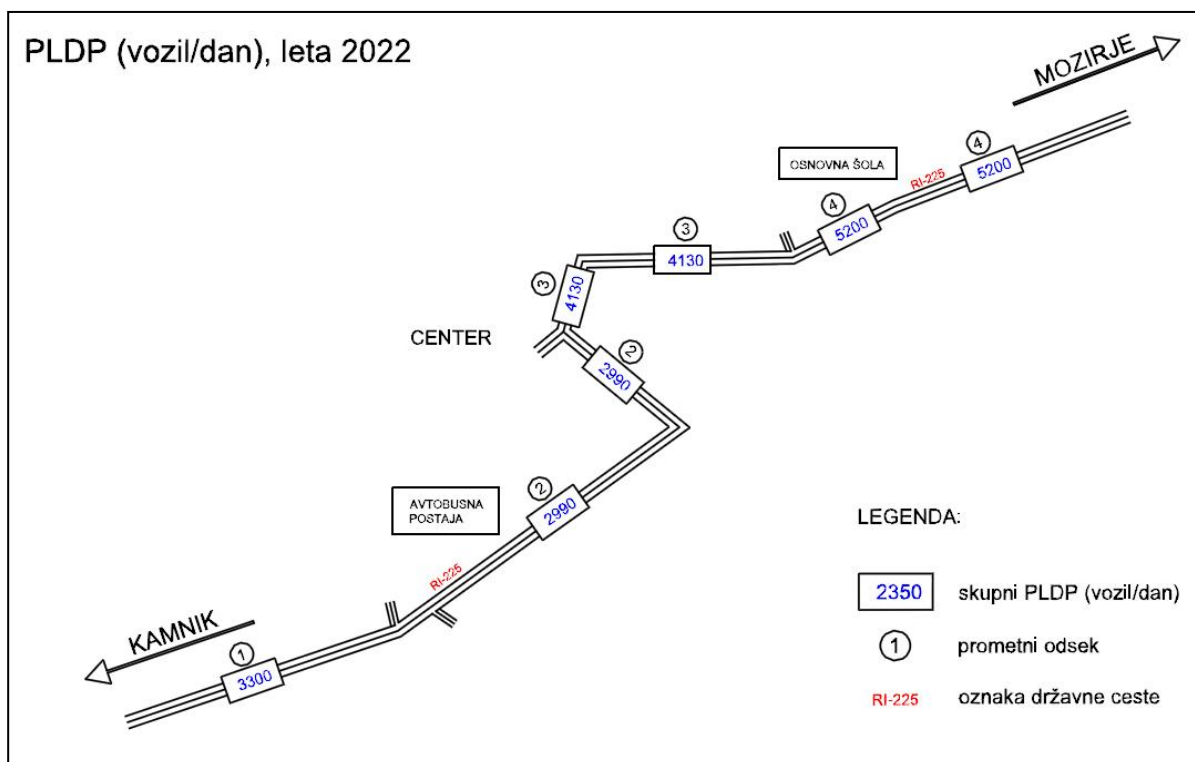 PLDP (vozil/dan), leta 2022
MOZIRJE
4
5200
OSNOVNA ŠOLA
RI-225
4
5200
3
4130
3
4130
CENTER
2
2990
AVTOBUSNA
POSTAJA
2
2990
RI-225
KAMNIK
1
3300
LEGENDA:
2350 skupni PLDP (vozil/dan)
1 prometni odsek
RI-225 oznaka državne ceste